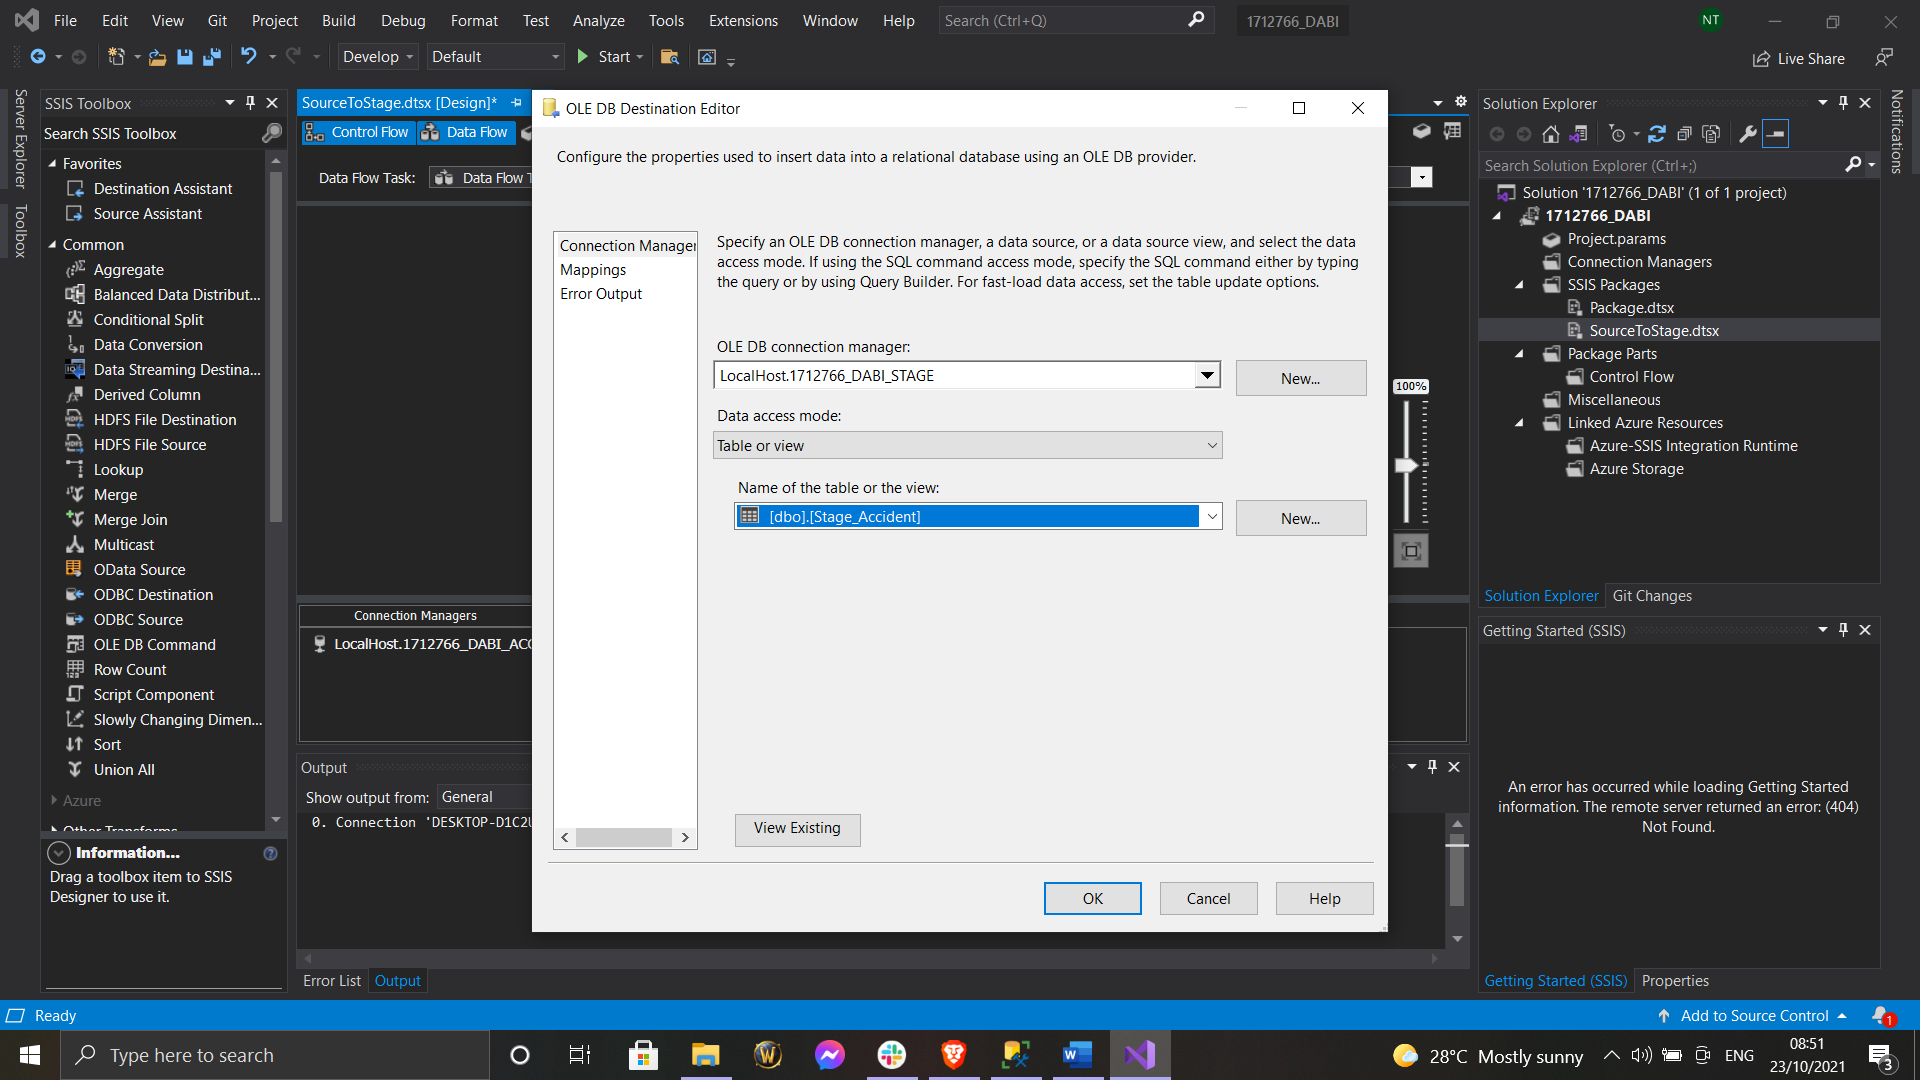 File Edit View Git Project Build Debug Format Test Analyze Tools Extensions Window Help Search (Ctrl+Q) 1712766_DABI NT
Develop Default Start Live Share
Server Explorer
Toolbox
SSIS Toolbox
Search SSIS Toolbox
Favorites
Destination Assistant
Source Assistant
Common
Aggregate
Balanced Data Distribut...
Conditional Split
Data Conversion
Data Streaming Destina...
Derived Column
HDFS File Destination
HDFS File Source
Lookup
Merge
Merge Join
Multicast
OData Source
ODBC Destination
ODBC Source
OLE DB Command
Row Count
Script Component
Slowly Changing Dimen...
Sort
Union All
Azure
Other Transforms
Information...
Drag a toolbox item to SSIS
Designer to use it.
SourceToStage.dtsx [Design]*
Control Flow Data Flow
Data Flow Task: Data Flow T
Connection Managers
LocalHost.1712766_DABI_ACC
Output
Show output from: General
0. Connection 'DESKTOP-D1C2U
Error List Output
OLE DB Destination Editor
Configure the properties used to insert data into a relational database using an OLE DB provider.
Connection Manager
Mappings
Error Output
Specify an OLE DB connection manager, a data source, or a data source view, and select the data
access mode. If using the SQL command access mode, specify the SQL command either by typing
the query or by using Query Builder. For fast-load data access, set the table update options.
OLE DB connection manager:
LocalHost.1712766_DABI_STAGE New...
Data access mode:
Table or view
Name of the table or the view:
[dbo].[Stage_Accident] New...
View Existing
OK Cancel Help
100%
Solution Explorer
Search Solution Explorer (Ctrl+;)
Solution '1712766_DABI' (1 of 1 project)
1712766_DABI
Project.params
Connection Managers
SSIS Packages
Package.dtsx
SourceToStage.dtsx
Package Parts
Control Flow
Miscellaneous
Linked Azure Resources
Azure-SSIS Integration Runtime
Azure Storage
Solution Explorer Git Changes
Getting Started (SSIS)
An error has occurred while loading Getting Started
information. The remote server returned an error: (404)
Not Found.
Getting Started (SSIS) Properties
Notifications
Ready Add to Source Control 1
Type here to search 28°C Mostly sunny ENG 08:51
23/10/2021 3